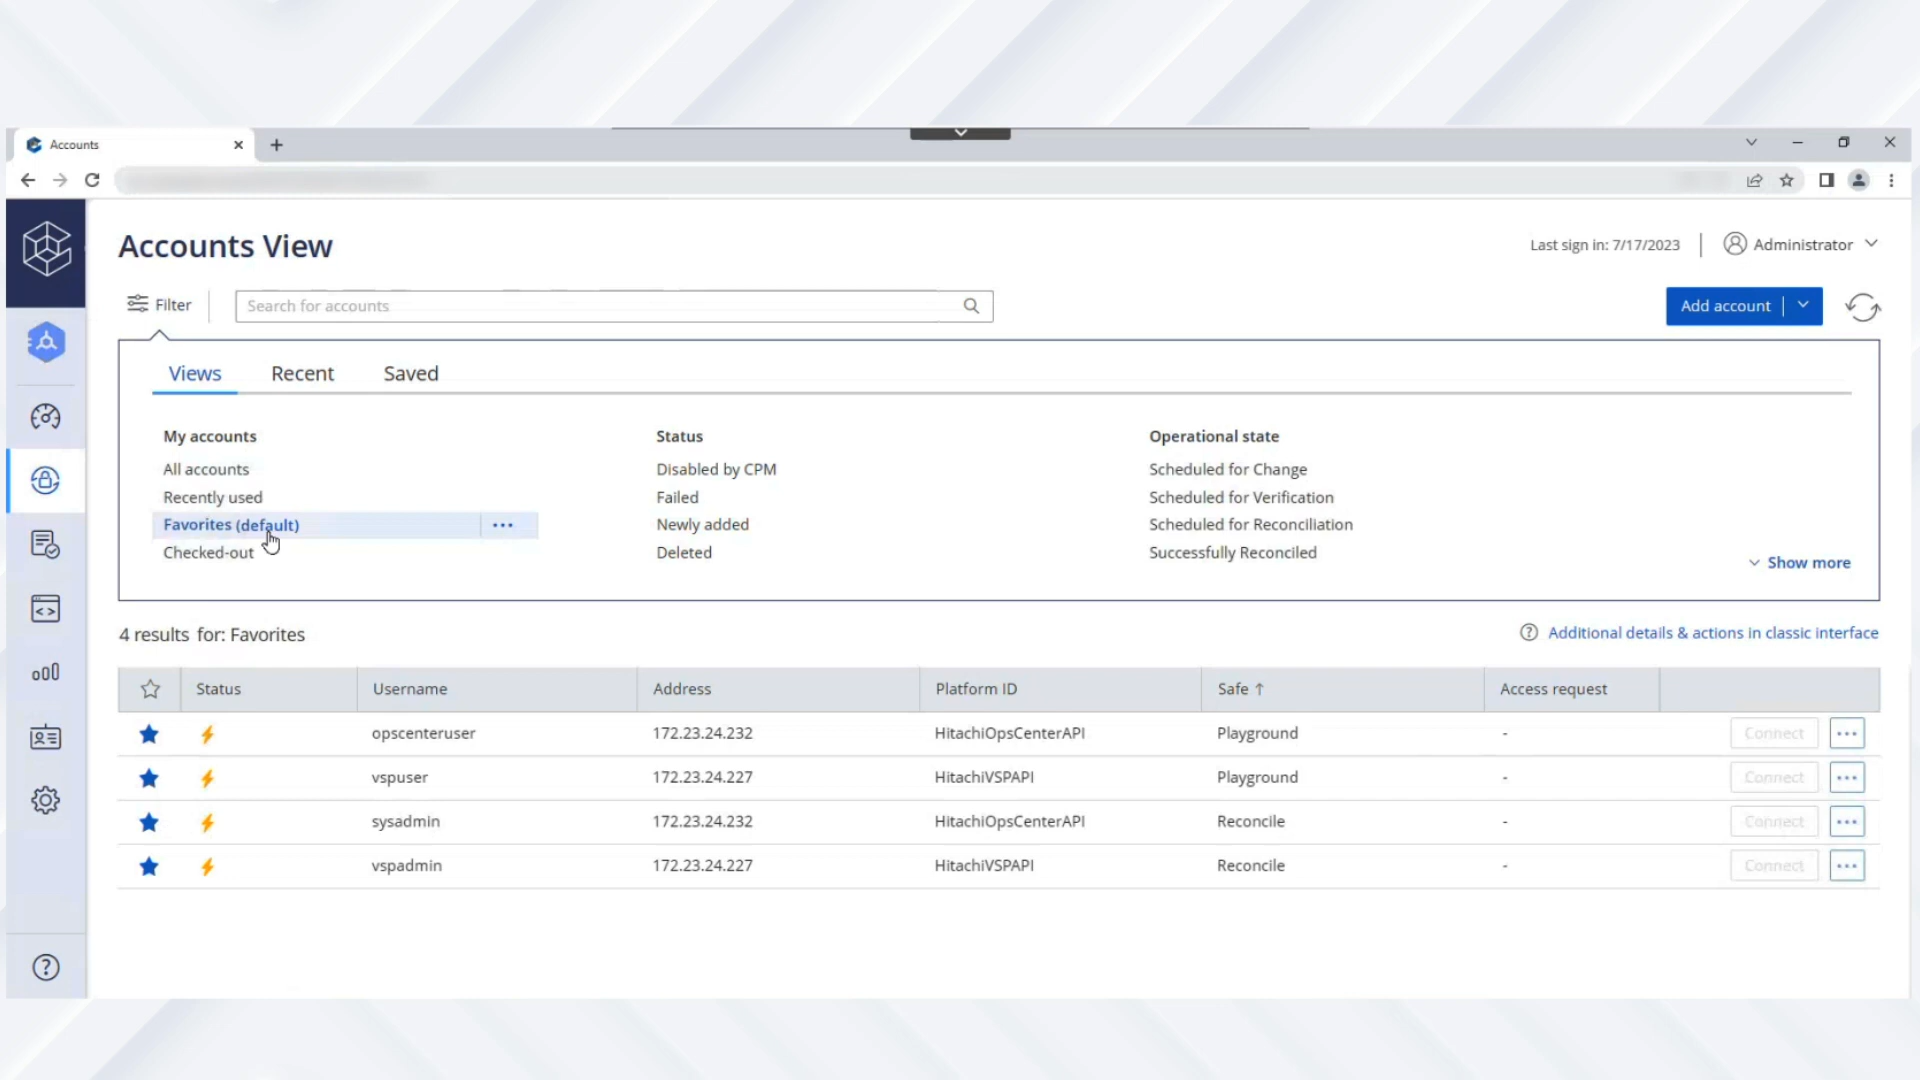 Accounts
Accounts View
Last sign in: 7/17/2023
Administrator
Filter
Search for accounts
Add account
Views Recent Saved
My accounts Status Operational state
All accounts Disabled by CPM Scheduled for Change
Recently used Failed Scheduled for Verification
Favorites (default) ... Newly added Scheduled for Reconciliation
Checked-out Deleted Successfully Reconciled
Show more
4 results for: Favorites
Additional details & actions in classic interface
Status Username Address Platform ID Safe ↑ Access request
opscenteruser 172.23.24.232 HitachiOpsCenterAPI Playground - Connect ...
vspuser 172.23.24.227 HitachiVSPAPI Playground - Connect ...
sysadmin 172.23.24.232 HitachiOpsCenterAPI Reconcile - Connect ...
vspadmin 172.23.24.227 HitachiVSPAPI Reconcile - Connect ...